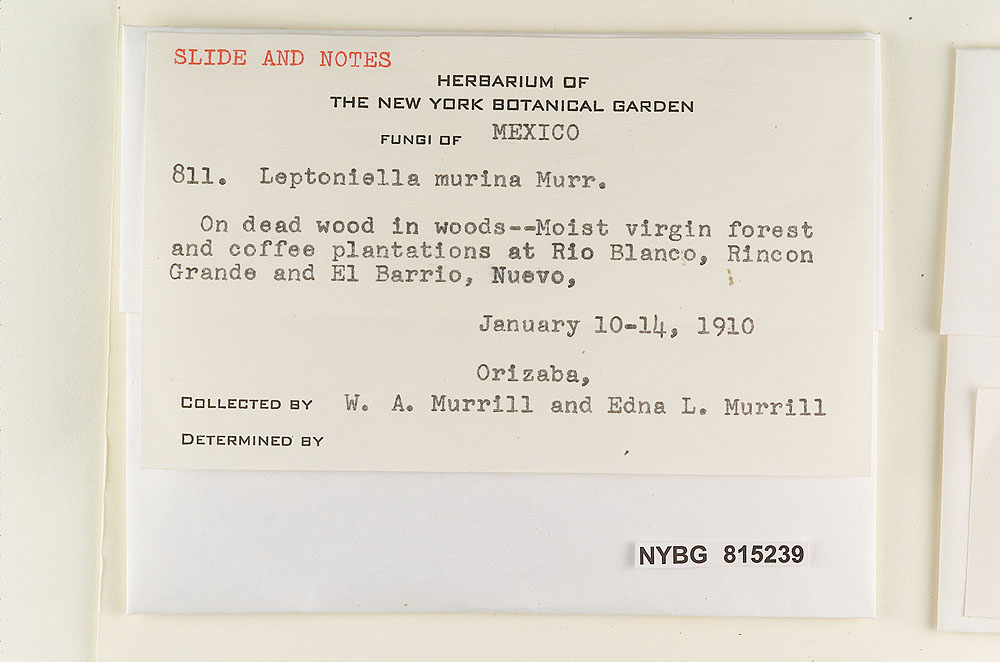 SLIDE AND NOTES
HERBARIUM OF
THE NEW YORK BOTANICAL GARDEN
FUNGI OF MEXICO
811. Leptoniella murina Murr.
On dead wood in woods--Moist virgin forest
and coffee plantations at Rio Blanco, Rincon
Grande and El Barrio, Nuevo,
January 10-14, 1910
Orizaba,
COLLECTED BY W. A. Murrill and Edna L. Murrill
DETERMINED BY
NYBG 815239